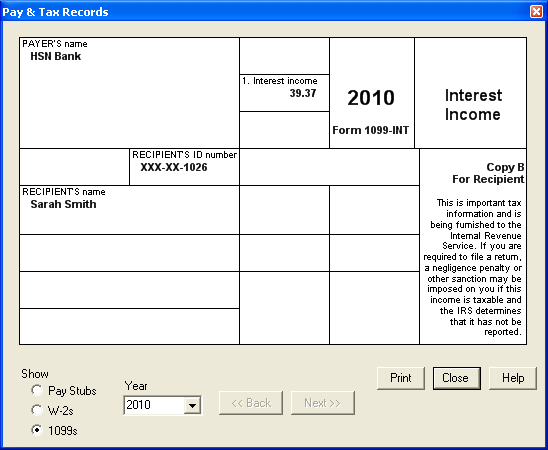 Pay & Tax Records
PAYER'S name
HSN Bank
1. Interest income
39.37
2010
Form 1099-INT
Interest
Income
RECIPIENT'S ID number
XXX-XX-1026
Copy B
For Recipient
RECIPIENT'S name
Sarah Smith
This is important tax
information and is
being furnished to the
Internal Revenue
Service. If you are
required to file a return,
a negligence penalty or
other sanction may be
imposed on you if this
income is taxable and
the IRS determines
that it has not be
reported.
Show
Pay Stubs
W-2s
1099s
Year
2010
<< Back
Next >>
Print
Close
Help